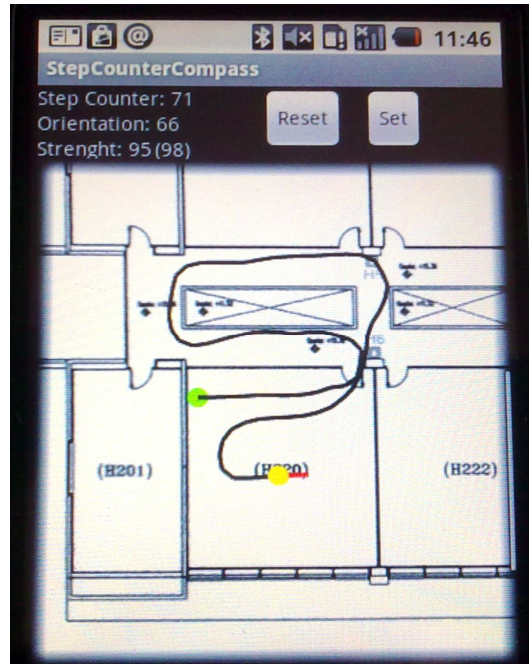 11:46
StepCounterCompass
Step Counter: 71
Orientation: 66
Strenght: 95(98)
Reset
Set
(H201)
(H222)